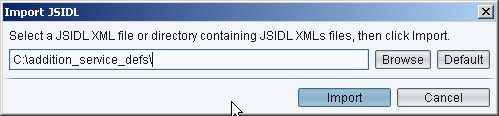 Import JSIDL
Select a JSIDL XML file or directory containing JSIDL XMLs files, then click Import.
C:\addition_service_defs\
Browse
Default
Import
Cancel